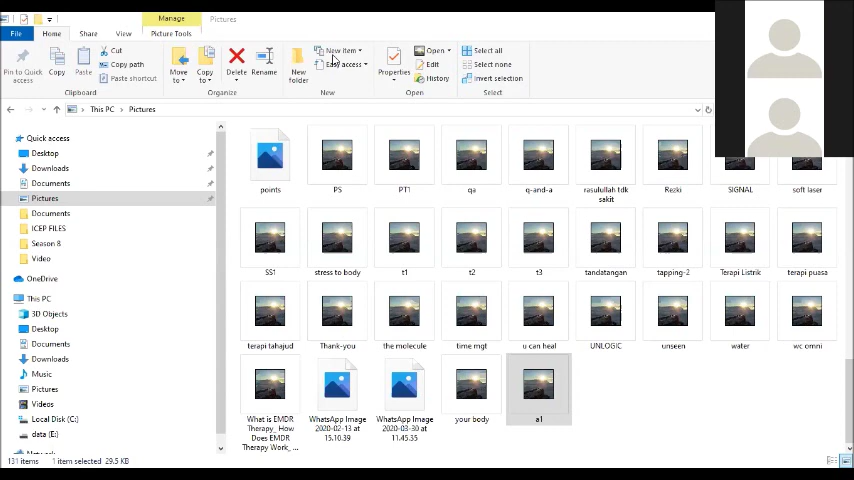 Manage
Pictures
File
Home
Share
View
Picture Tools
Pin to Quick access
Copy
Paste
Cut
Copy path
Paste shortcut
Clipboard
Move to
Copy to
Delete
Rename
Organize
New folder
New item
Easy access
New
Properties
Open
Edit
History
Open
Select all
Select none
Invert selection
Select
This PC
Pictures
Quick access
Desktop
Downloads
Documents
Pictures
Documents
ICEP FILES
Season 8
Video
OneDrive
This PC
3D Objects
Desktop
Documents
Downloads
Music
Pictures
Videos
Local Disk (C:)
data (E:)
points
PS
PT1
qa
q-and-a
rasulullah tdk sakit
Rezki
SIGNAL
soft laser
SS1
stress to body
t1
t2
t3
tandatangan
tapping-2
Terapi Listrik
terapi puasa
terapi tahajud
the molecule
Thank-you
time mgt
u can heal
UNLOGIC
unseen
water
wc omni
What is EMDR Therapy_ How Does EMDR Therapy Work_ ...
WhatsApp Image 2020-02-13 at 15.10.39
WhatsApp Image 2020-03-30 at 11.45.35
your body
a1
131 items
1 item selected 29.5 KB